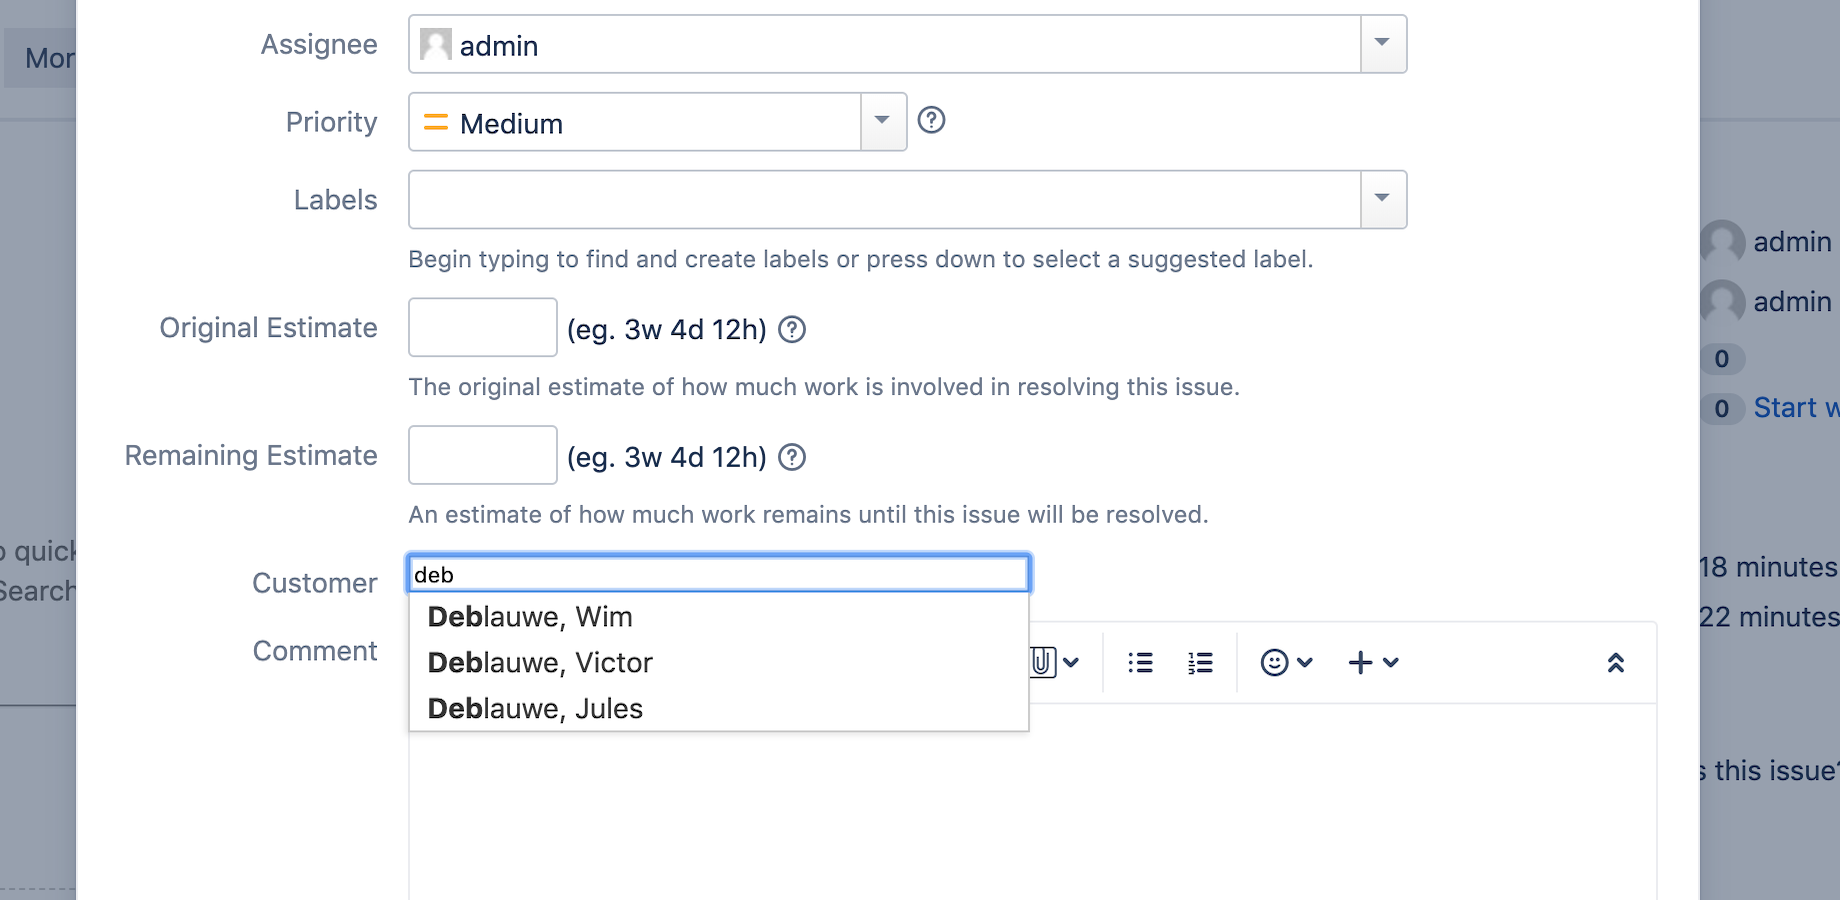 Mor
Assignee
admin
Priority
Medium
Labels
Begin typing to find and create labels or press down to select a suggested label.
admin
admin
Original Estimate
(eg. 3w 4d 12h)
0
The original estimate of how much work is involved in resolving this issue.
0 Start w
Remaining Estimate
(eg. 3w 4d 12h)
An estimate of how much work remains until this issue will be resolved.
quick
Search
Customer
deb
Deblauwe, Wim
Deblauwe, Victor
Deblauwe, Jules
18 minutes
22 minutes
Comment
s this issue?